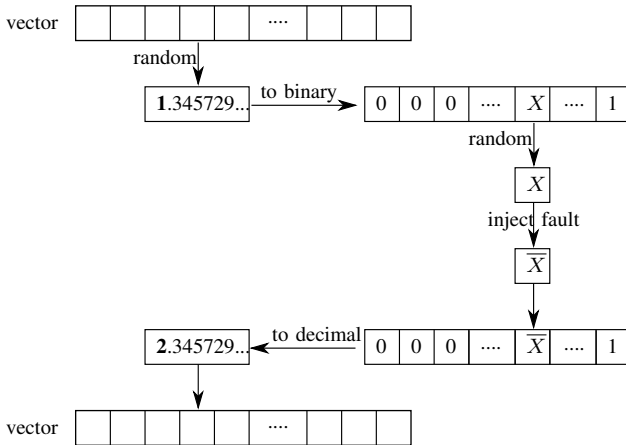 vector ....
random
1.345729... to binary 0 0 0 .... X .... 1
random
X
inject fault
X̅
2.345729... to decimal 0 0 0 .... X̅ .... 1
vector ....